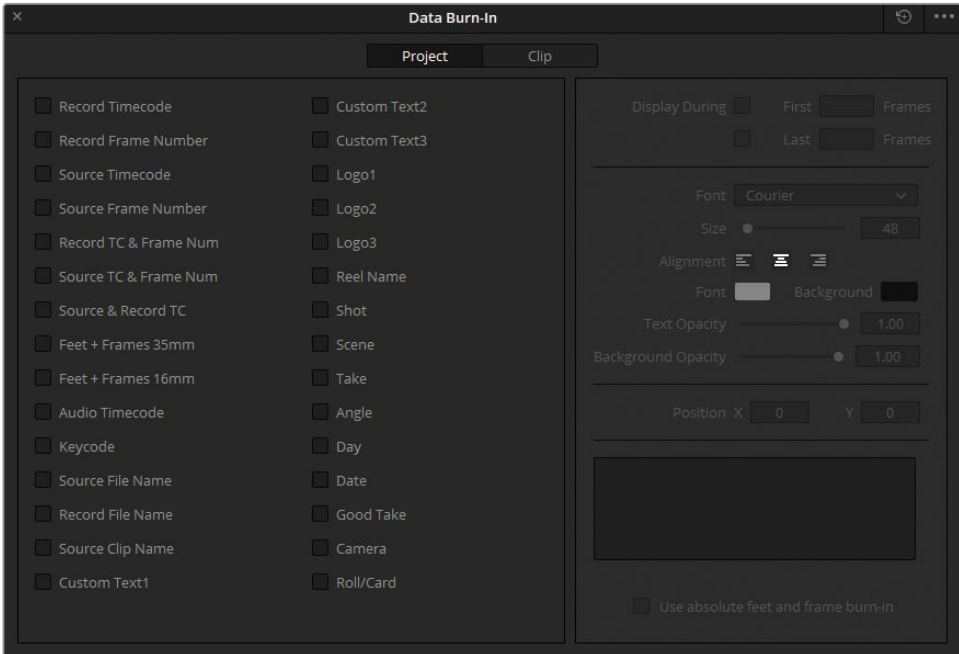 Data Burn-In
Project Clip
Record Timecode
Record Frame Number
Source Timecode
Source Frame Number
Record TC & Frame Num
Source TC & Frame Num
Source & Record TC
Feet + Frames 35mm
Feet + Frames 16mm
Audio Timecode
Keycode
Source File Name
Record File Name
Source Clip Name
Custom Text1
Custom Text2
Custom Text3
Logo1
Logo2
Logo3
Reel Name
Shot
Scene
Take
Angle
Day
Date
Good Take
Camera
Roll/Card
Display During First Frames
Last Frames
Font Courier
Size 48
Alignment
Font Background
Text Opacity 1.00
Background Opacity 1.00
Position X 0 Y 0
Use absolute feet and frame burn-in